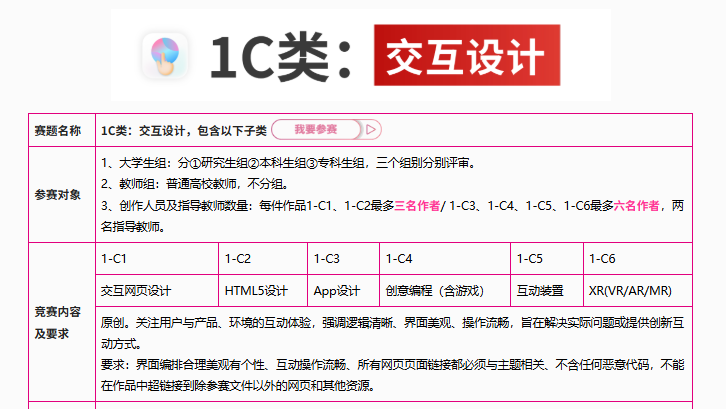 1C类：交互设计
赛题名称
1C类：交互设计，包含以下子类 我要参赛
参赛对象
1、大学生组：分①研究生组②本科生组③专科生组，三个组别分别评审。
2、教师组：普通高校教师，不分组。
3、创作人员及指导教师数量：每件作品1-C1、1-C2最多三名作者/ 1-C3、1-C4、1-C5、1-C6最多六名作者，两
名指导教师。
竞赛内容
及要求
1-C1 1-C2 1-C3 1-C4 1-C5 1-C6
交互网页设计 HTML5设计 App设计 创意编程（含游戏） 互动装置 XR(VR/AR/MR)
原创。关注用户与产品、环境的互动体验，强调逻辑清晰、界面美观、操作流畅，旨在解决实际问题或提供创新互
动方式。
要求：界面编排合理美观有个性、互动操作流畅、所有网页页面链接都必须与主题相关、不含任何恶意代码，不能
在作品中超链接到除参赛文件以外的网页和其他资源。